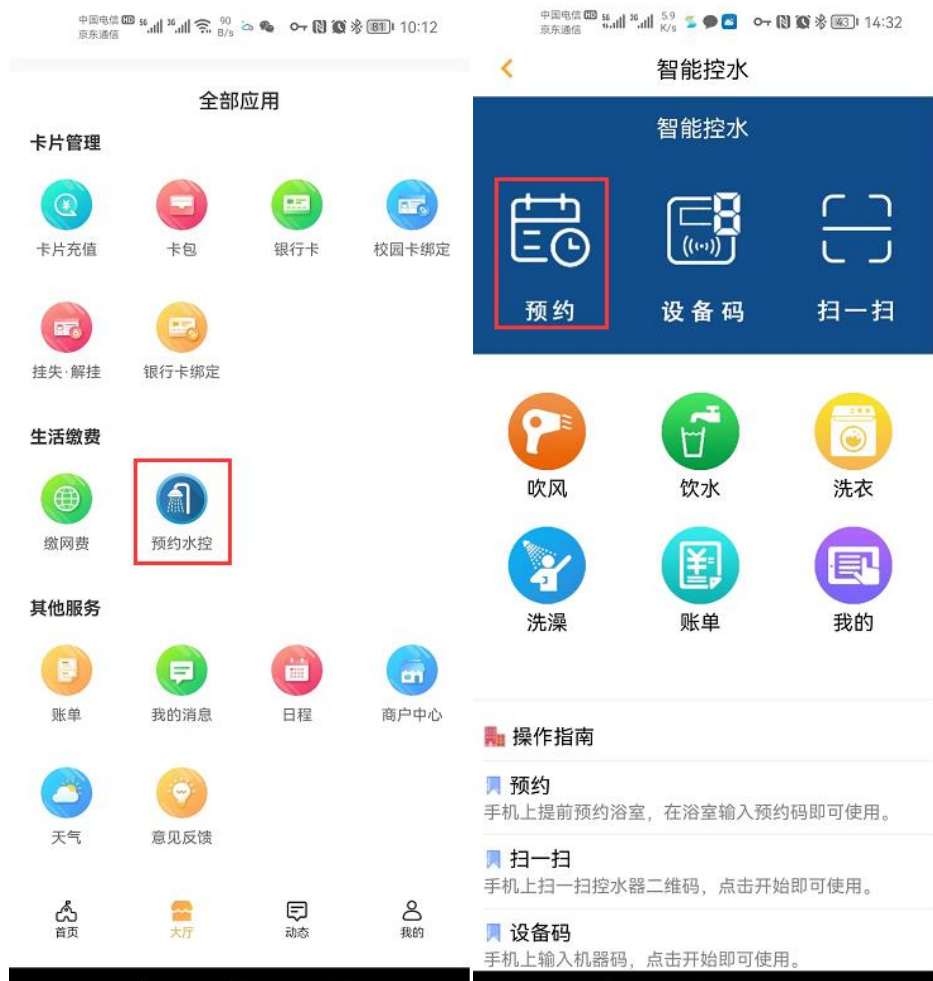 中国电信 HD 5G 3G 90 B/s 81 10:12
京东通信
全部应用
卡片管理
卡片充值 卡包 银行卡 校园卡绑定
挂失·解挂 银行卡绑定
生活缴费
缴网费 预约水控
其他服务
账单 我的消息 日程 商户中心
天气 意见反馈
首页 大厅 动态 我的
中国电信 HD 5.9 K/s 43 14:32
京东通信
智能控水
智能控水
预约 设备码 扫一扫
吹风 饮水 洗衣
洗澡 账单 我的
操作指南
预约
手机上提前预约浴室，在浴室输入预约码即可使用。
扫一扫
手机上扫一扫控水器二维码，点击开始即可使用。
设备码
手机上输入机器码，点击开始即可使用。